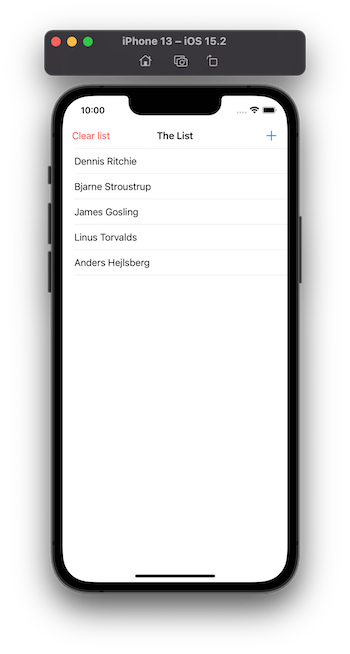 iPhone 13 – iOS 15.2
10:00
Clear list The List +
Dennis Ritchie
Bjarne Stroustrup
James Gosling
Linus Torvalds
Anders Hejlsberg